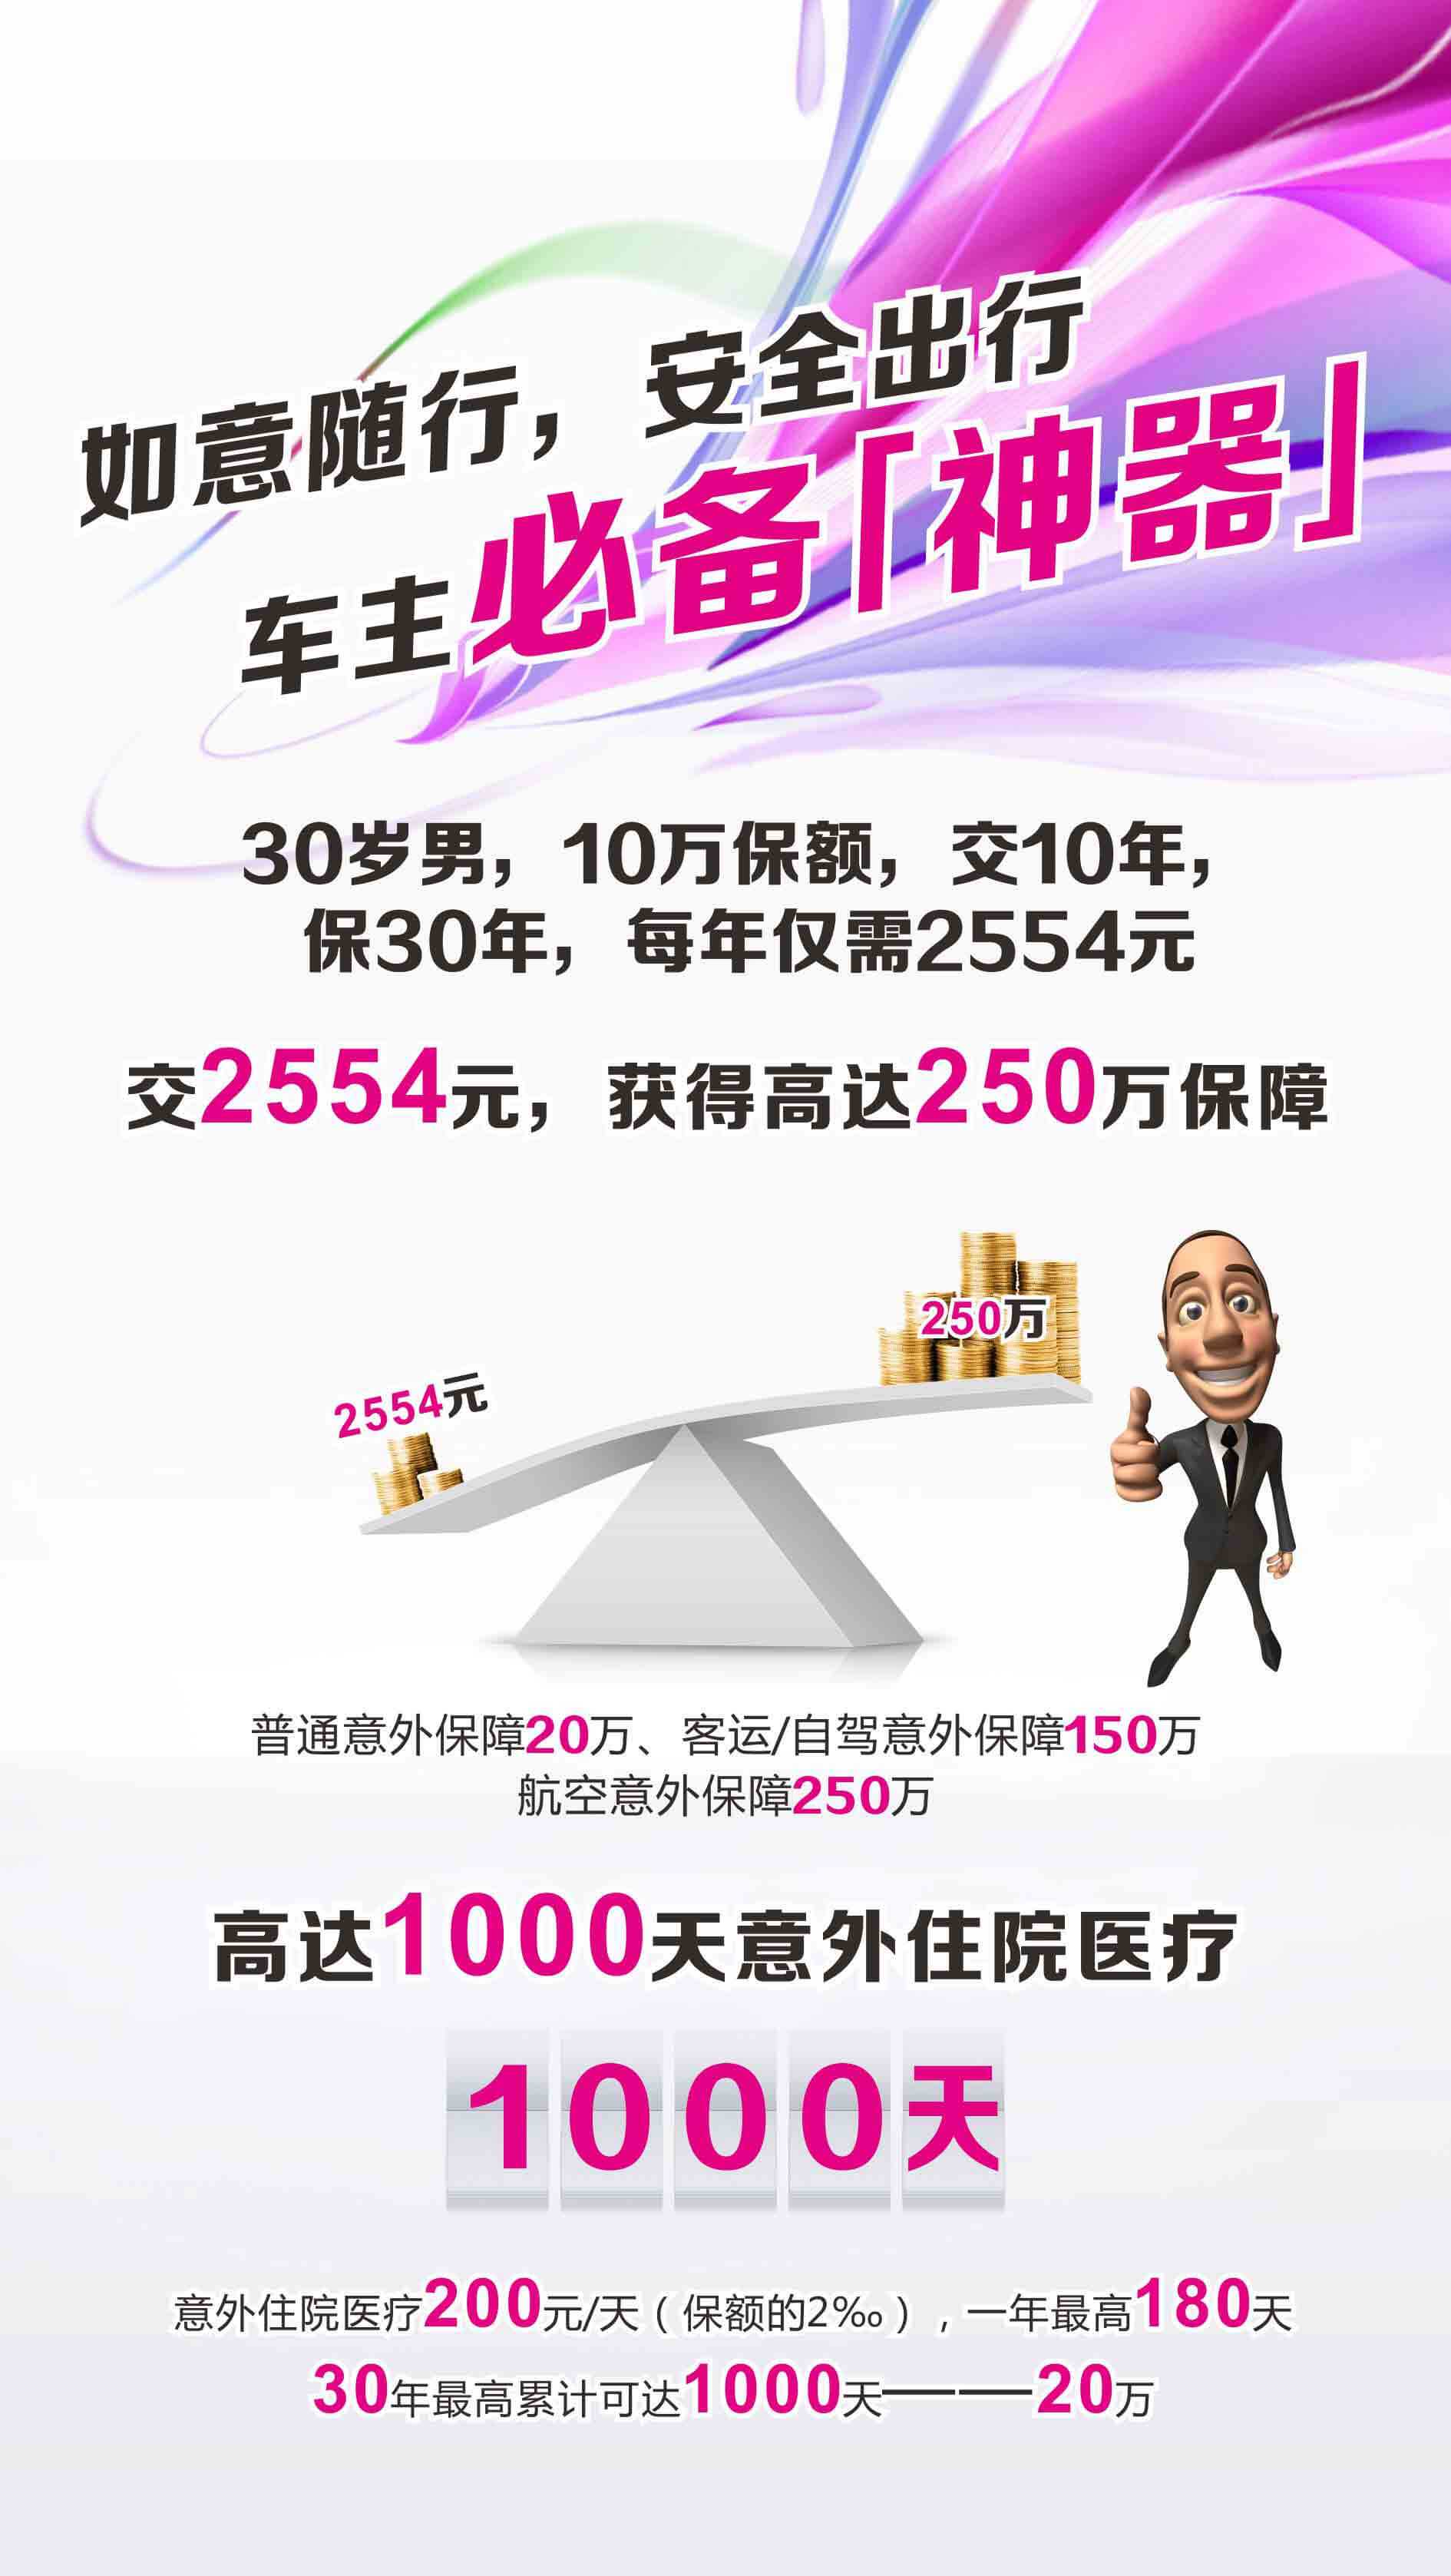 如意随行，安全出行
车主必备「神器」
30岁男，10万保额，交10年，
保30年，每年仅需2554元
交2554元，获得高达250万保障
250万
2554元
普通意外保障20万、客运/自驾意外保障150万
航空意外保障250万
高达1000天意外住院医疗
1000天
意外住院医疗200元/天（保额的2‰），一年最高180天
30年最高累计可达1000天———20万